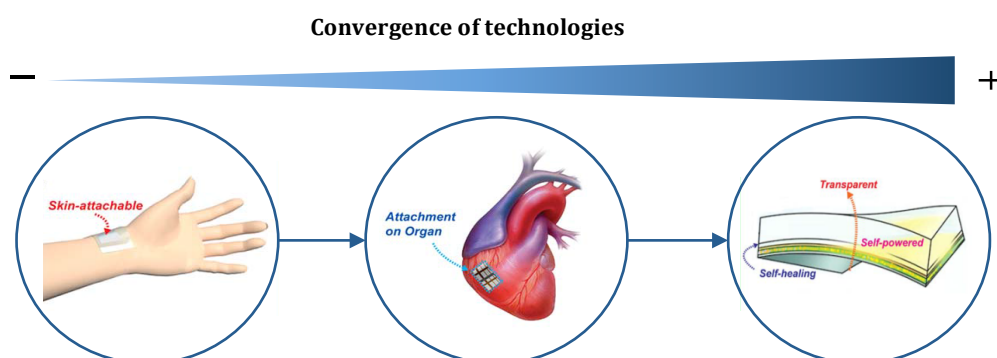 Convergence of technologies
− +
Skin-attachable
Attachment
on Organ
Transparent
Self-powered
Self-healing